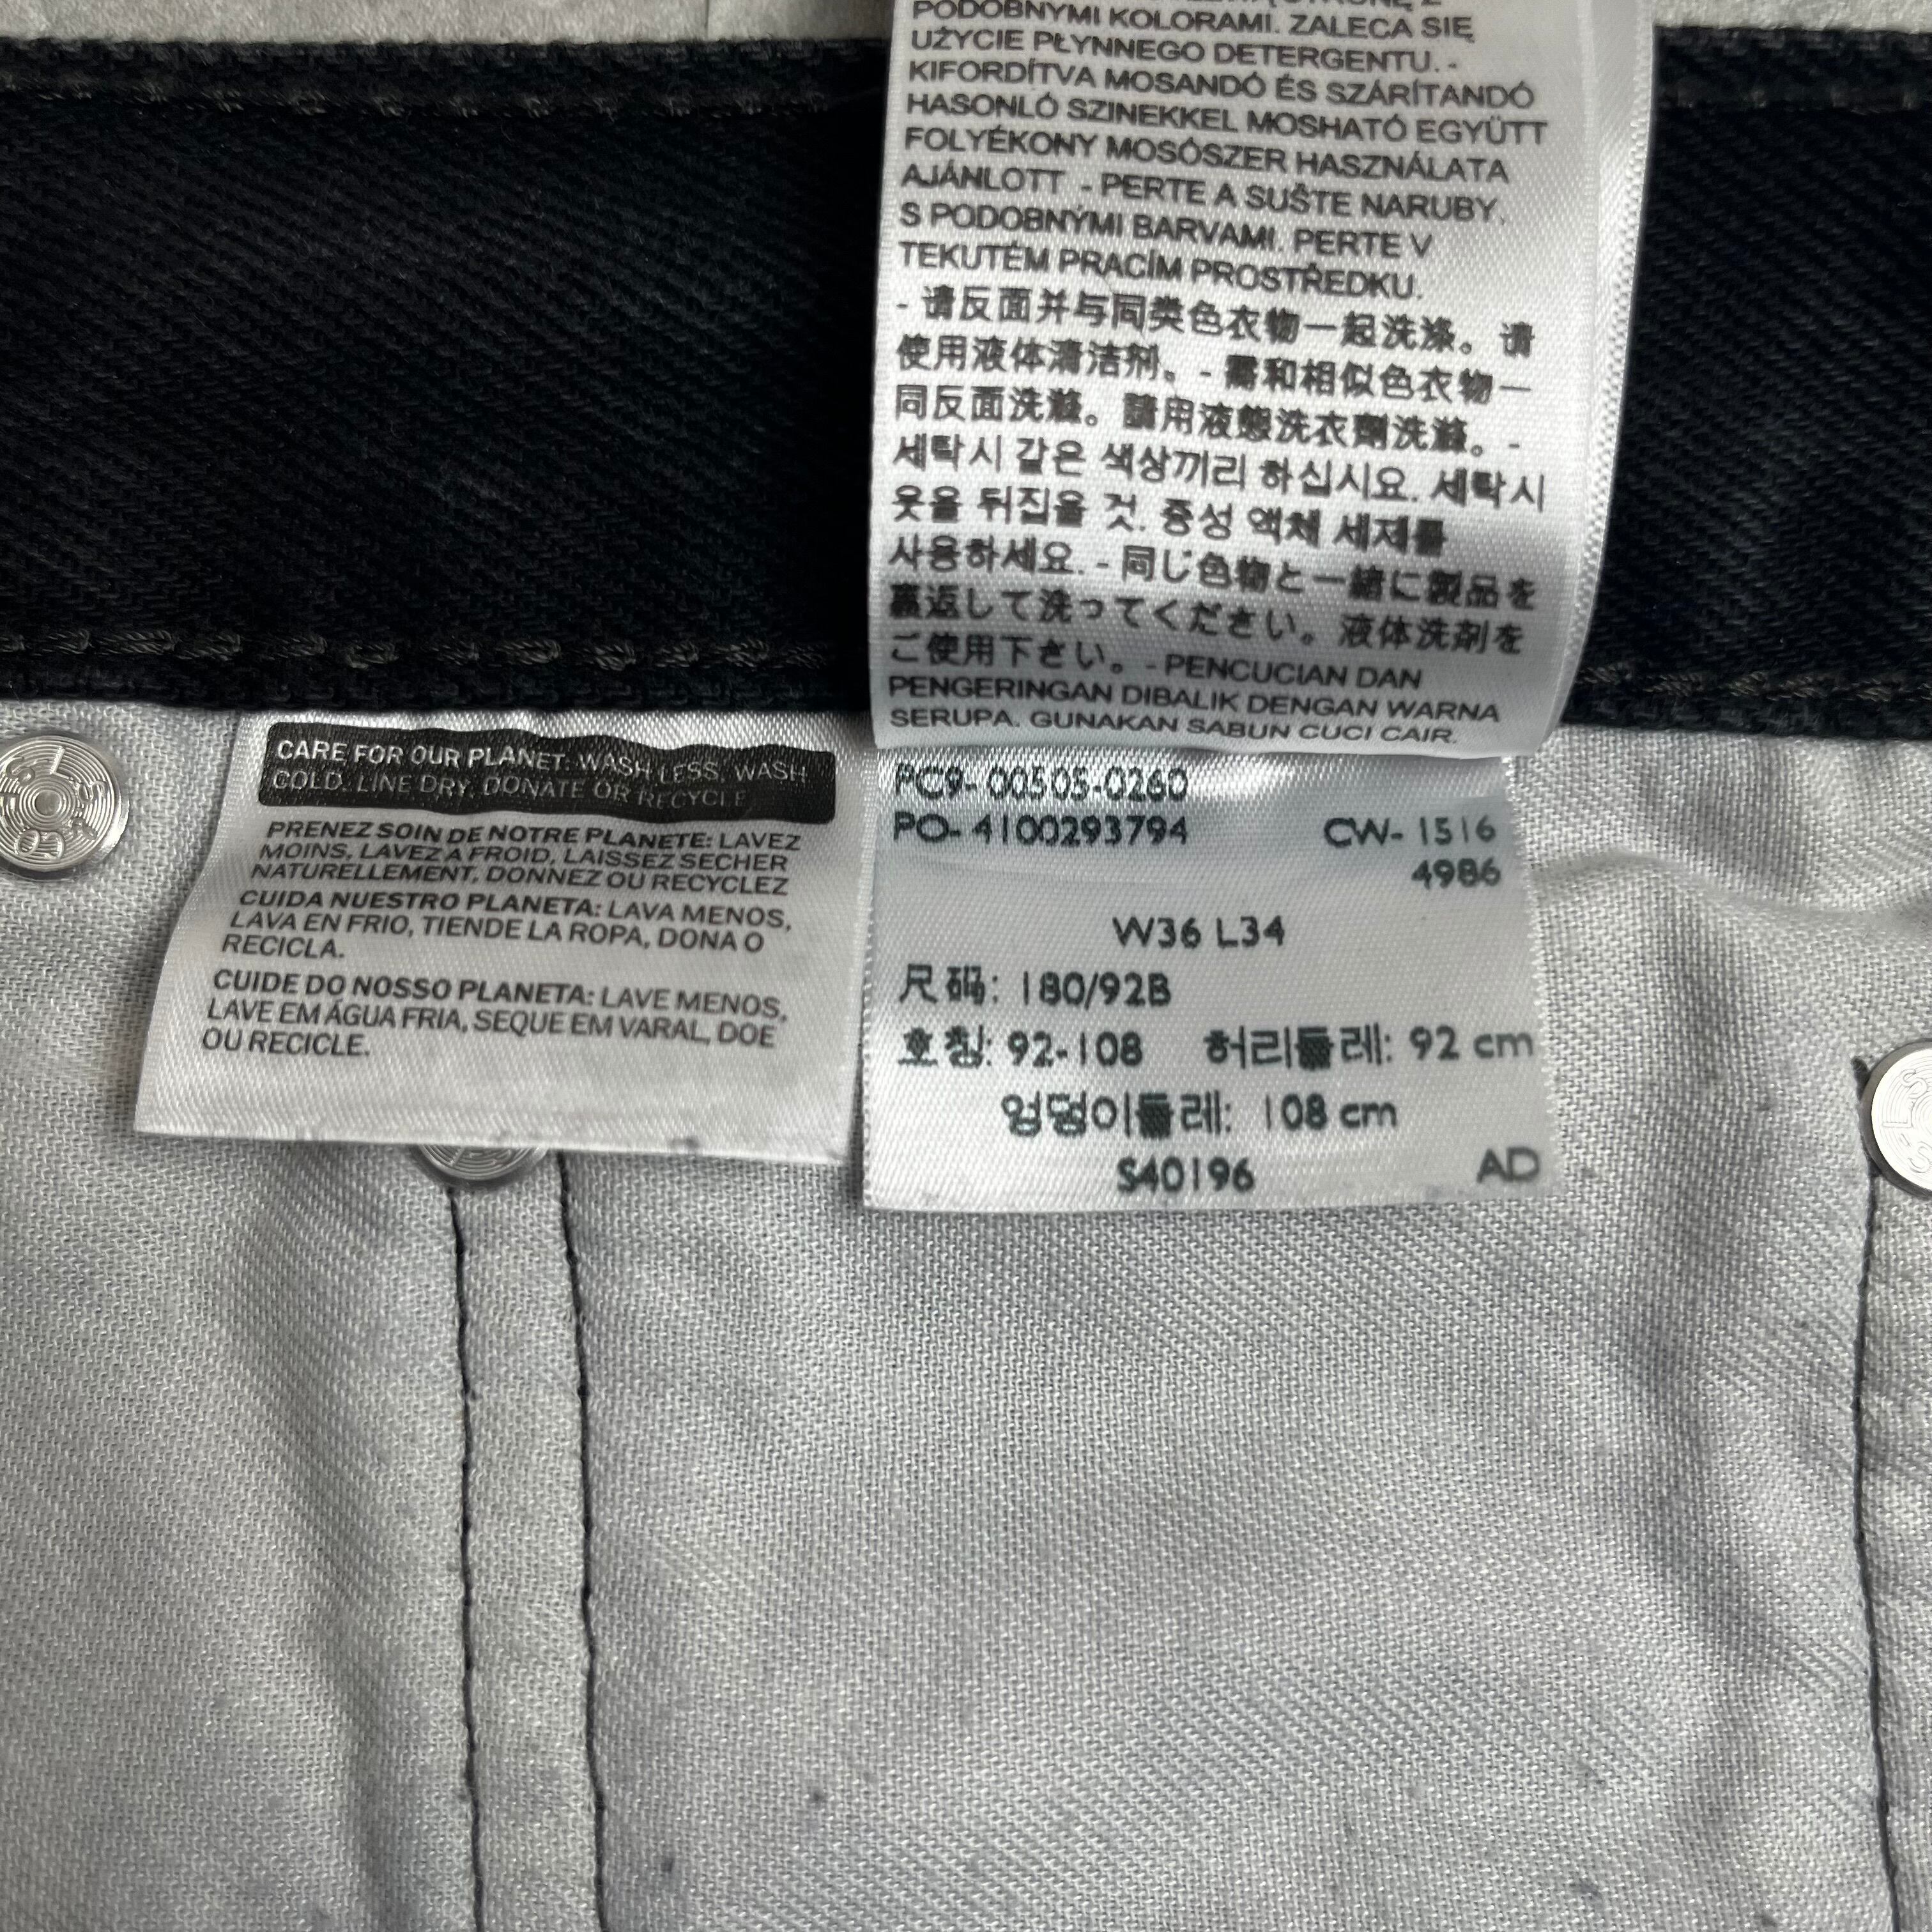 PODOBNYMI KOLORAMI. ZALECA SIĘ
UŻYCIE PŁYNNEGO DETERGENTU. -
KIFORDÍTVA MOSANDÓ ÉS SZÁRÍTANDÓ
HASONLÓ SZINEKKEL MOSHATÓ EGYÜTT
FOLYÉKONY MOSÓSZER HASZNÁLATA
AJÁNLOTT - PERTE A SUŠTE NARUBY,
S PODOBNÝMI BARVAMI. PERTE V
TEKUTÉM PRACÍM PROSTŘEDKU.
- 请反面并与同类色衣物一起洗涤。请
使用液体清洁剂。- 需和相似色衣物一
同反面洗滌。請用液態洗衣劑洗滌。-
세탁시 같은 색상끼리 하십시요. 세탁시
옷을 뒤집을 것. 중성 액체 세제를
사용하세요. - 同じ色物と一緒に製品を
裏返して洗ってください。液体洗剤を
ご使用下さい。- PENCUCIAN DAN
PENGERINGAN DIBALIK DENGAN WARNA
SERUPA. GUNAKAN SABUN CUCI CAIR.
CARE FOR OUR PLANET. WASH LESS, WASH
COLD, LINE DRY, DONATE OR RECYCLE
PRENEZ SOIN DE NOTRE PLANETE: LAVEZ
MOINS, LAVEZ A FROID, LAISSEZ SECHER
NATURELLEMENT, DONNEZ OU RECYCLEZ
CUIDA NUESTRO PLANETA: LAVA MENOS,
LAVA EN FRIO, TIENDE LA ROPA, DONA O
RECICLA.
CUIDE DO NOSSO PLANETA: LAVE MENOS,
LAVE EM ÁGUA FRIA, SEQUE EM VARAL, DOE
OU RECICLE.
PC9- 00505-0260
PO- 4100293794 CW- 1516
4986
W36 L34
尺码: 180/92B
호칭: 92-108 허리둘레: 92 cm
엉덩이둘레: 108 cm
S40196 AD